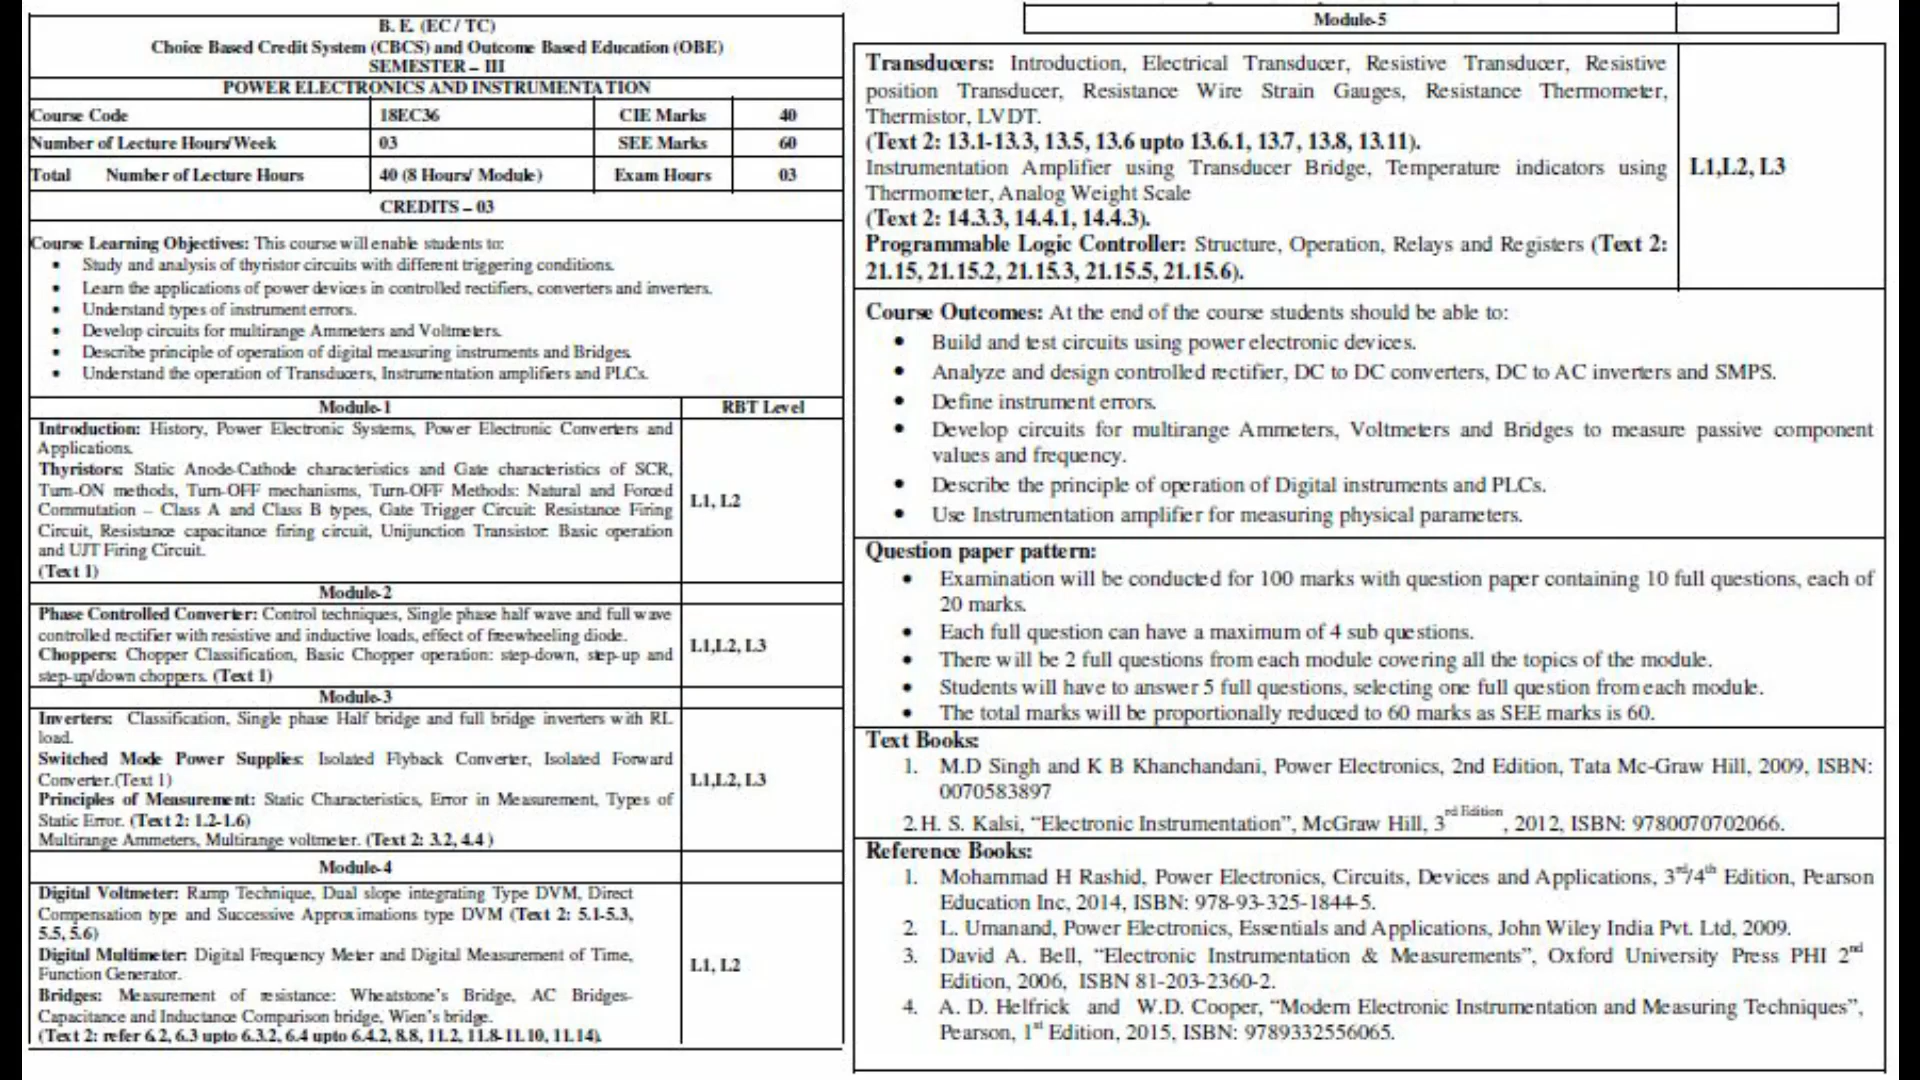 B. E. (EC / TC)
Choice Based Credit System (CBCS) and Outcome Based Education (OBE)
SEMESTER – III
POWER ELECTRONICS AND INSTRUMENTATION
Course Code 18EC36 CIE Marks 40
Number of Lecture Hours/Week 03 SEE Marks 60
Total Number of Lecture Hours 40 (8 Hours/ Module) Exam Hours 03
CREDITS – 03
Course Learning Objectives: This course will enable students to:
• Study and analysis of thyristor circuits with different triggering conditions.
• Learn the applications of power devices in controlled rectifiers, converters and inverters.
• Understand types of instrument errors.
• Develop circuits for multirange Ammeters and Voltmeters.
• Describe principle of operation of digital measuring instruments and Bridges.
• Understand the operation of Transducers, Instrumentation amplifiers and PLCs.
Module-1 RBT Level
Introduction: History, Power Electronic Systems, Power Electronic Converters and
Applications.
Thyristors: Static Anode-Cathode characteristics and Gate characteristics of SCR,
Turn-ON methods, Turn-OFF mechanisms, Turn-OFF Methods: Natural and Forced
Commutation – Class A and Class B types, Gate Trigger Circuit: Resistance Firing
Circuit, Resistance capacitance firing circuit, Unijunction Transistor: Basic operation
and UJT Firing Circuit.
(Text 1)
L1, L2
Module-2
Phase Controlled Converter: Control techniques, Single phase half wave and full wave
controlled rectifier with resistive and inductive loads, effect of freewheeling diode.
Choppers: Chopper Classification, Basic Chopper operation: step-down, step-up and
step-up/down choppers. (Text 1)
L1,L2, L3
Module-3
Inverters: Classification, Single phase Half bridge and full bridge inverters with RL
load.
Switched Mode Power Supplies: Isolated Flyback Converter, Isolated Forward
Converter.(Text 1)
Principles of Measurement: Static Characteristics, Error in Measurement, Types of
Static Error. (Text 2: 1.2-1.6)
Multirange Ammeters, Multirange voltmeter. (Text 2: 3.2, 4.4 )
L1,L2, L3
Module-4
Digital Voltmeter: Ramp Technique, Dual slope integrating Type DVM, Direct
Compensation type and Successive Approximations type DVM (Text 2: 5.1-5.3,
5.5, 5.6)
Digital Multimeter: Digital Frequency Meter and Digital Measurement of Time,
Function Generator.
Bridges: Measurement of resistance: Wheatstone's Bridge, AC Bridges-
Capacitance and Inductance Comparison bridge, Wien's bridge.
(Text 2: refer 6.2, 6.3 upto 6.3.2, 6.4 upto 6.4.2, 8.8, 11.2, 11.8-11.10, 11.14).
L1, L2
Module-5
Transducers: Introduction, Electrical Transducer, Resistive Transducer, Resistive
position Transducer, Resistance Wire Strain Gauges, Resistance Thermometer,
Thermistor, LVDT.
(Text 2: 13.1-13.3, 13.5, 13.6 upto 13.6.1, 13.7, 13.8, 13.11).
Instrumentation Amplifier using Transducer Bridge, Temperature indicators using
Thermometer, Analog Weight Scale
(Text 2: 14.3.3, 14.4.1, 14.4.3).
Programmable Logic Controller: Structure, Operation, Relays and Registers (Text 2:
21.15, 21.15.2, 21.15.3, 21.15.5, 21.15.6).
L1,L2, L3
Course Outcomes: At the end of the course students should be able to:
• Build and test circuits using power electronic devices.
• Analyze and design controlled rectifier, DC to DC converters, DC to AC inverters and SMPS.
• Define instrument errors.
• Develop circuits for multirange Ammeters, Voltmeters and Bridges to measure passive component
values and frequency.
• Describe the principle of operation of Digital instruments and PLCs.
• Use Instrumentation amplifier for measuring physical parameters.
Question paper pattern:
• Examination will be conducted for 100 marks with question paper containing 10 full questions, each of
20 marks.
• Each full question can have a maximum of 4 sub questions.
• There will be 2 full questions from each module covering all the topics of the module.
• Students will have to answer 5 full questions, selecting one full question from each module.
• The total marks will be proportionally reduced to 60 marks as SEE marks is 60.
Text Books:
1. M.D Singh and K B Khanchandani, Power Electronics, 2nd Edition, Tata Mc-Graw Hill, 2009, ISBN:
0070583897
2. H. S. Kalsi, "Electronic Instrumentation", McGraw Hill, 3rd Edition, 2012, ISBN: 9780070702066.
Reference Books:
1. Mohammad H Rashid, Power Electronics, Circuits, Devices and Applications, 3rd/4th Edition, Pearson
Education Inc, 2014, ISBN: 978-93-325-1844-5.
2. L. Umanand, Power Electronics, Essentials and Applications, John Wiley India Pvt. Ltd, 2009.
3. David A. Bell, "Electronic Instrumentation & Measurements", Oxford University Press PHI 2nd
Edition, 2006, ISBN 81-203-2360-2.
4. A. D. Helfrick and W.D. Cooper, "Modern Electronic Instrumentation and Measuring Techniques",
Pearson, 1st Edition, 2015, ISBN: 9789332556065.